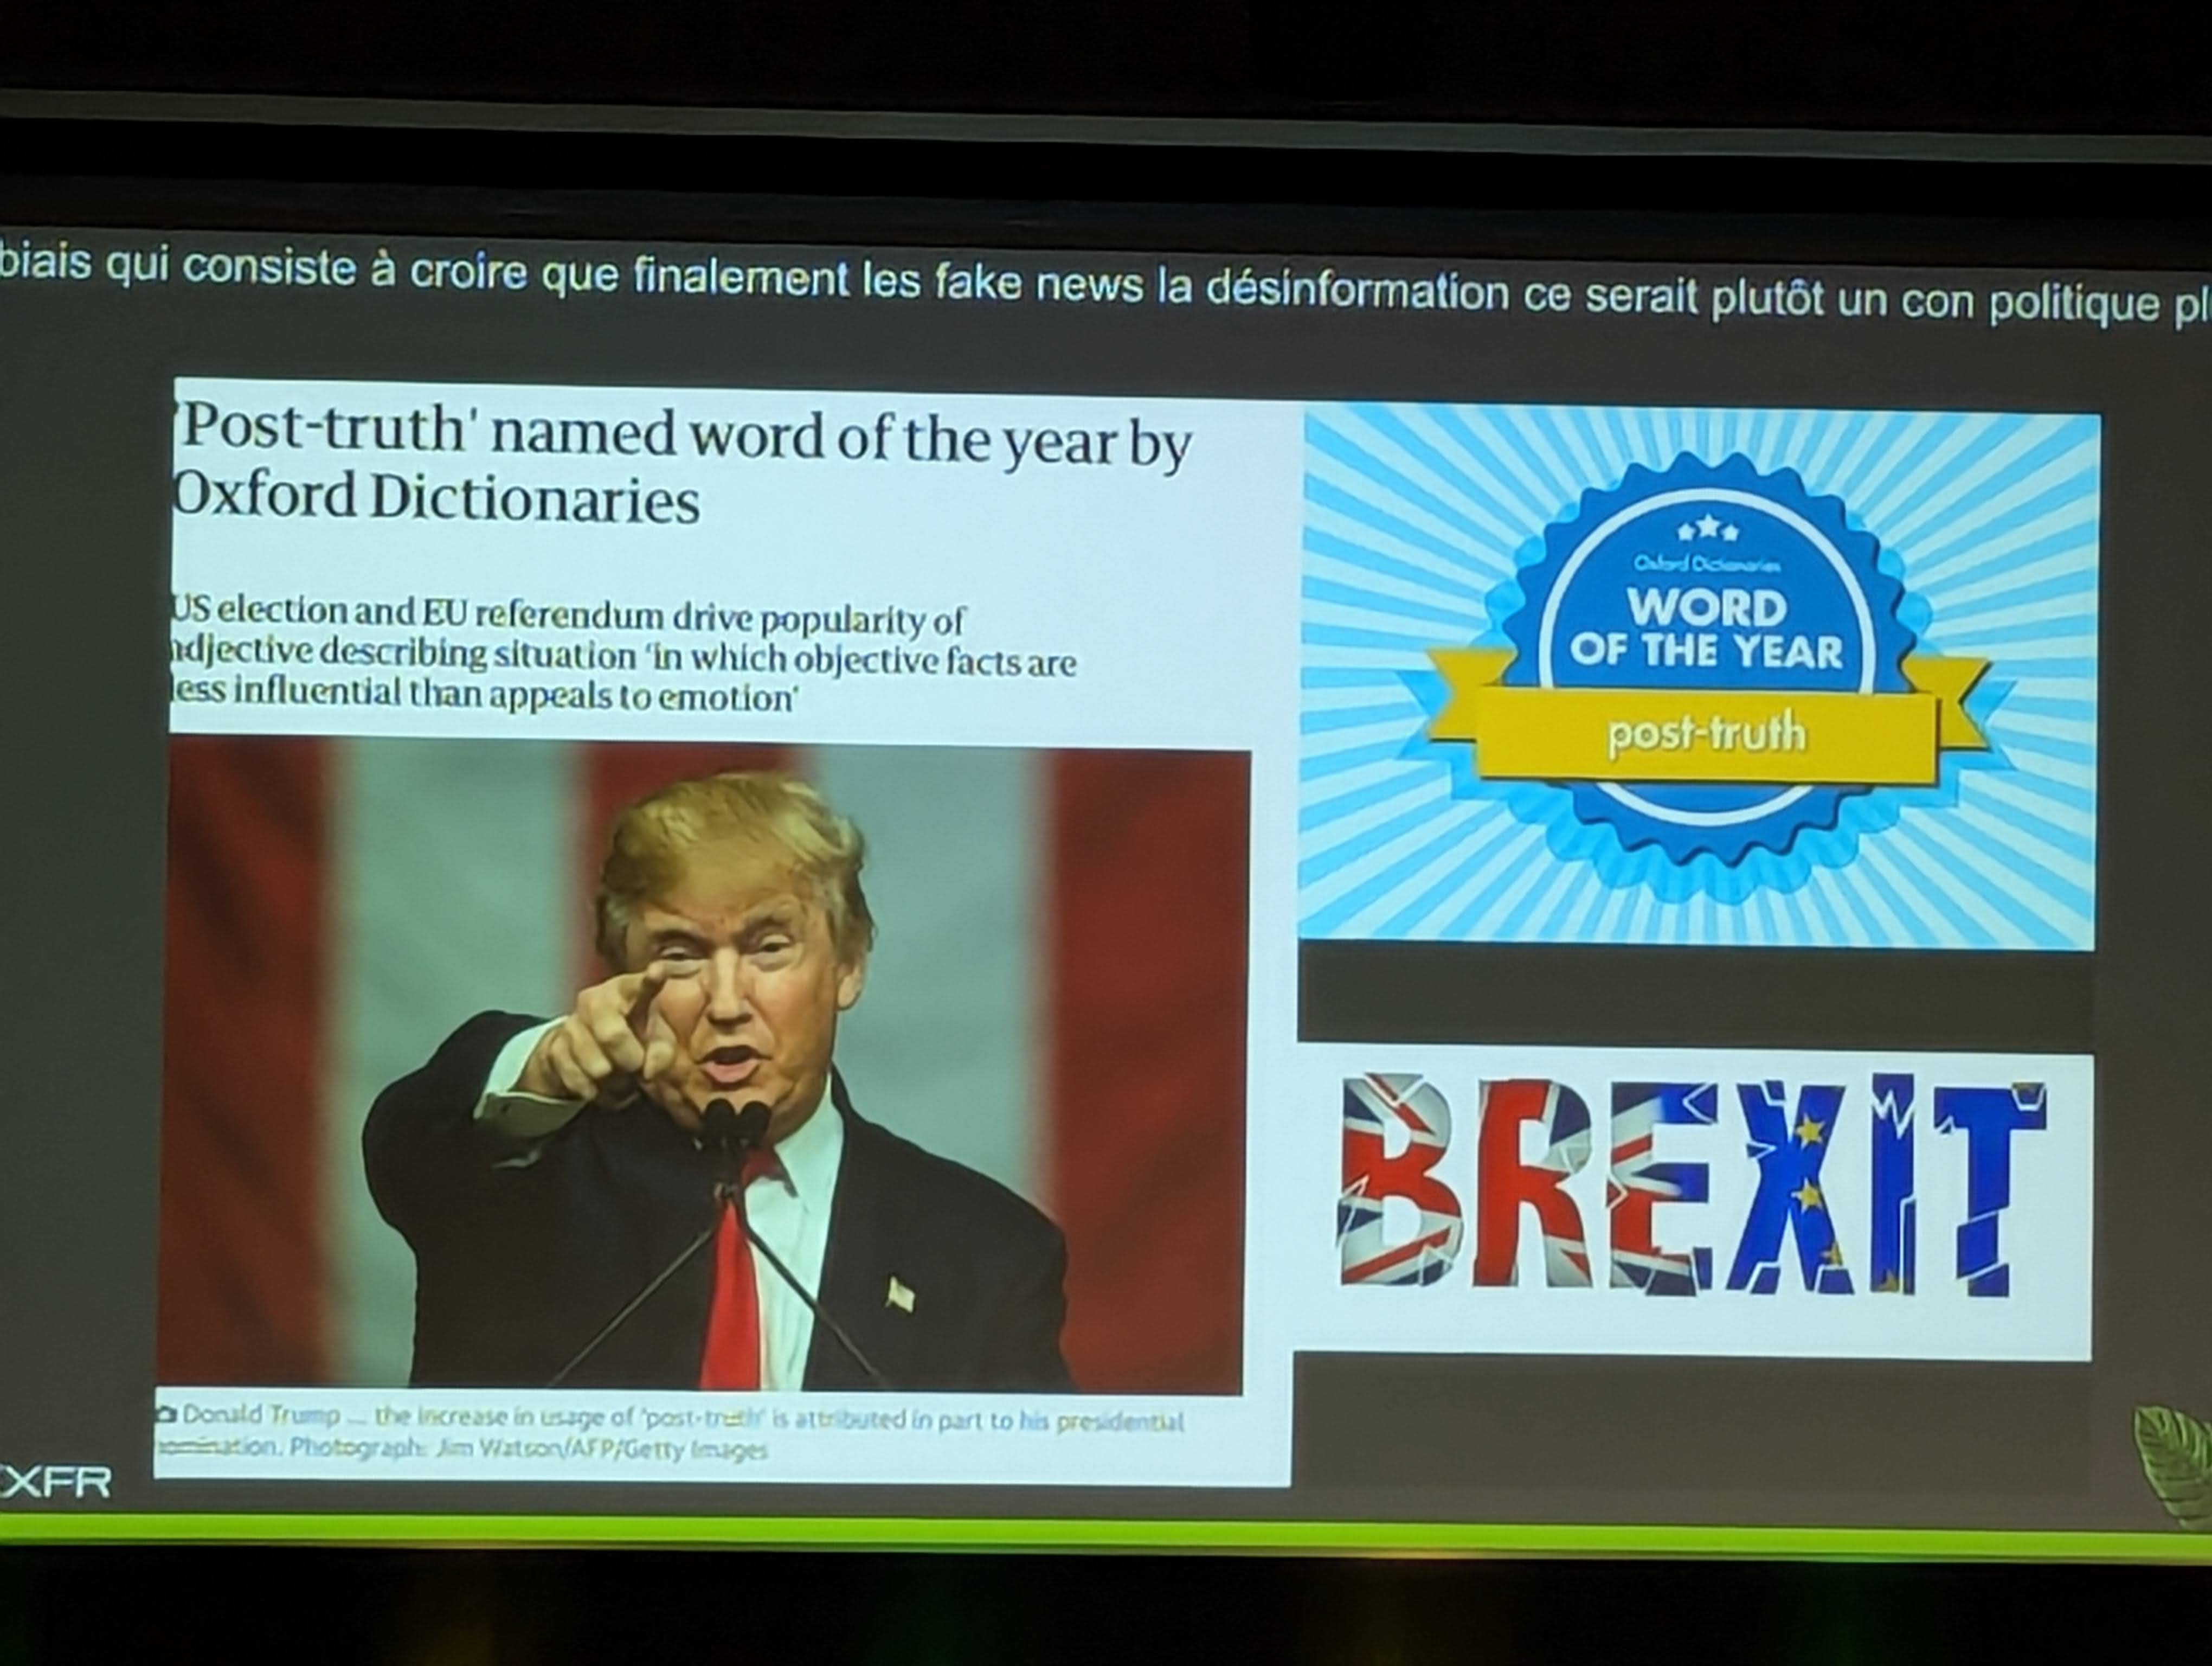 biais qui consiste à croire que finalement les fake news la désinformation ce serait plutôt un con politique pl
'Post-truth' named word of the year by
Oxford Dictionaries
US election and EU referendum drive popularity of
adjective describing situation 'in which objective facts are
less influential than appeals to emotion'
Donald Trump ... the increase in usage of 'post-truth' is attributed in part to his presidential
nomination. Photograph: Jim Watson/AFP/Getty Images
Oxford Dictionaries
WORD
OF THE YEAR
post-truth
BREXIT
XFR